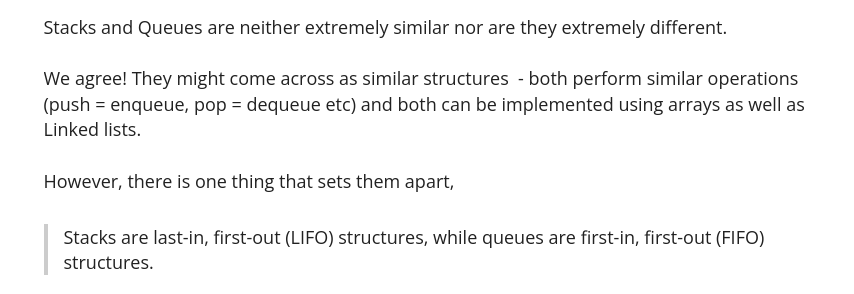 Stacks and Queues are neither extremely similar nor are they extremely different.
We agree! They might come across as similar structures  - both perform similar operations
(push = enqueue, pop = dequeue etc) and both can be implemented using arrays as well as
Linked lists.
However, there is one thing that sets them apart,
Stacks are last-in, first-out (LIFO) structures, while queues are first-in, first-out (FIFO)
structures.